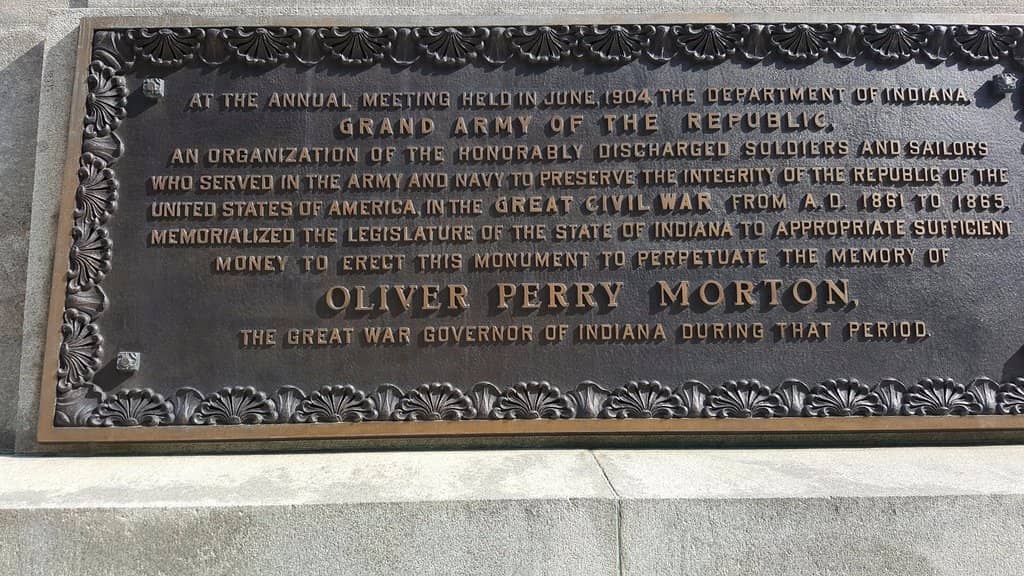 AT THE ANNUAL MEETING HELD IN JUNE, 1904, THE DEPARTMENT OF INDIANA,
GRAND ARMY OF THE REPUBLIC,
AN ORGANIZATION OF THE HONORABLY DISCHARGED SOLDIERS AND SAILORS
WHO SERVED IN THE ARMY AND NAVY TO PRESERVE THE INTEGRITY OF THE REPUBLIC OF THE
UNITED STATES OF AMERICA, IN THE GREAT CIVIL WAR FROM A.D. 1861 TO 1865,
MEMORIALIZED THE LEGISLATURE OF THE STATE OF INDIANA TO APPROPRIATE SUFFICIENT
MONEY TO ERECT THIS MONUMENT TO PERPETUATE THE MEMORY OF
OLIVER PERRY MORTON,
THE GREAT WAR GOVERNOR OF INDIANA DURING THAT PERIOD.